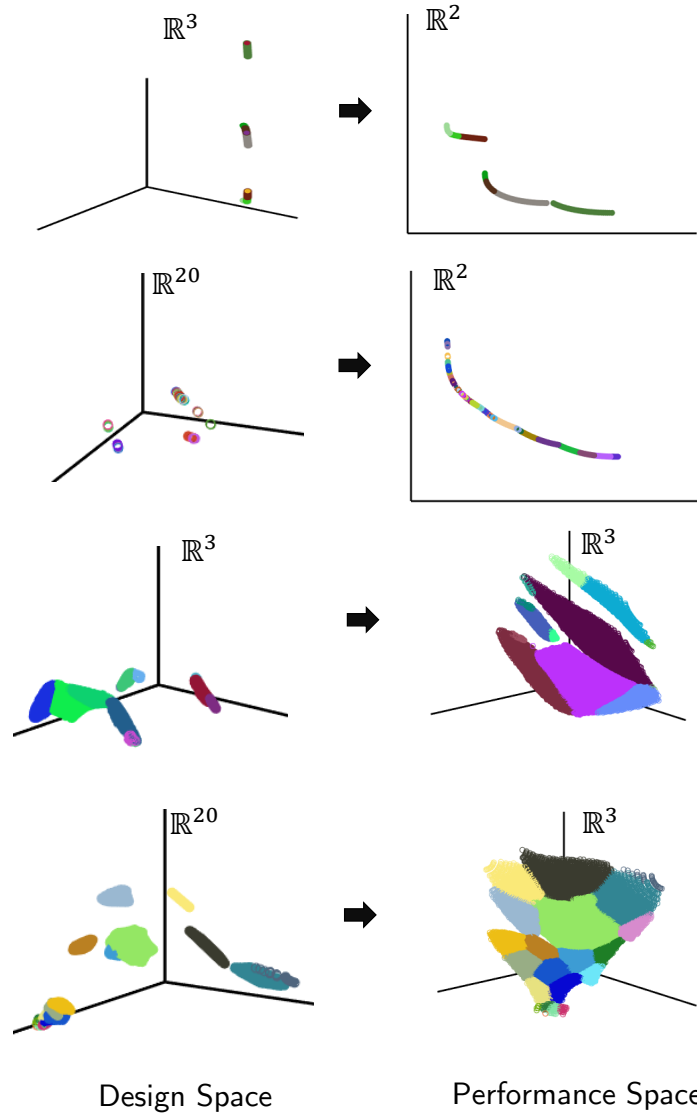 ℝ³ ℝ²
ℝ²⁰ ℝ²
ℝ³ ℝ³
ℝ²⁰ ℝ³
Design Space Performance Space